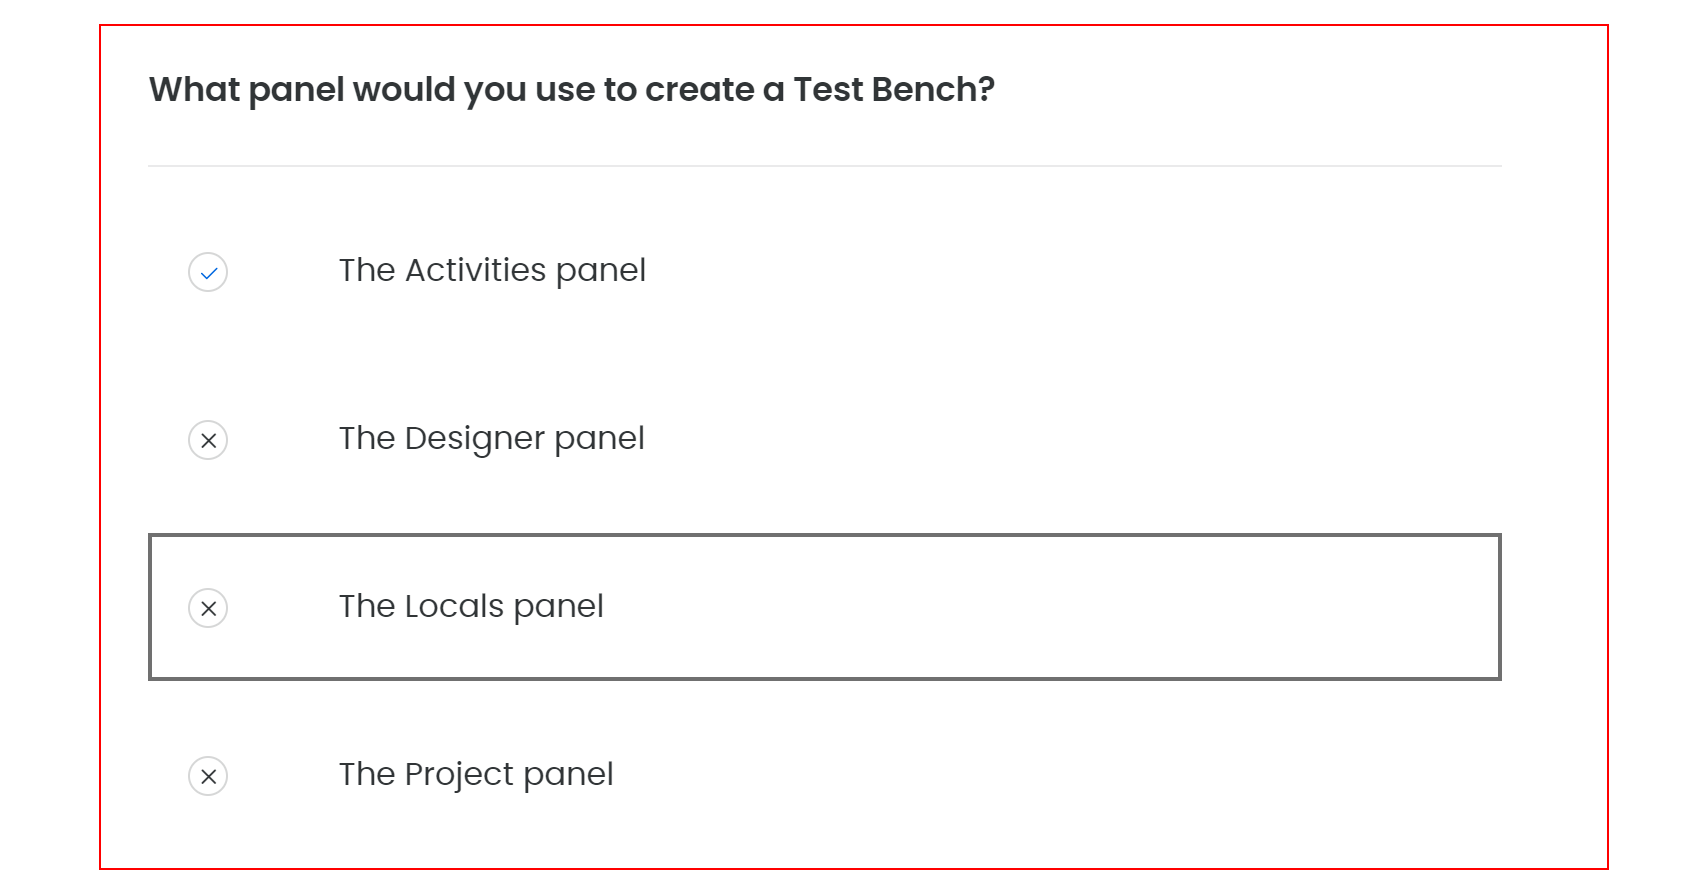 What panel would you use to create a Test Bench?
The Activities panel
The Designer panel
The Locals panel
The Project panel